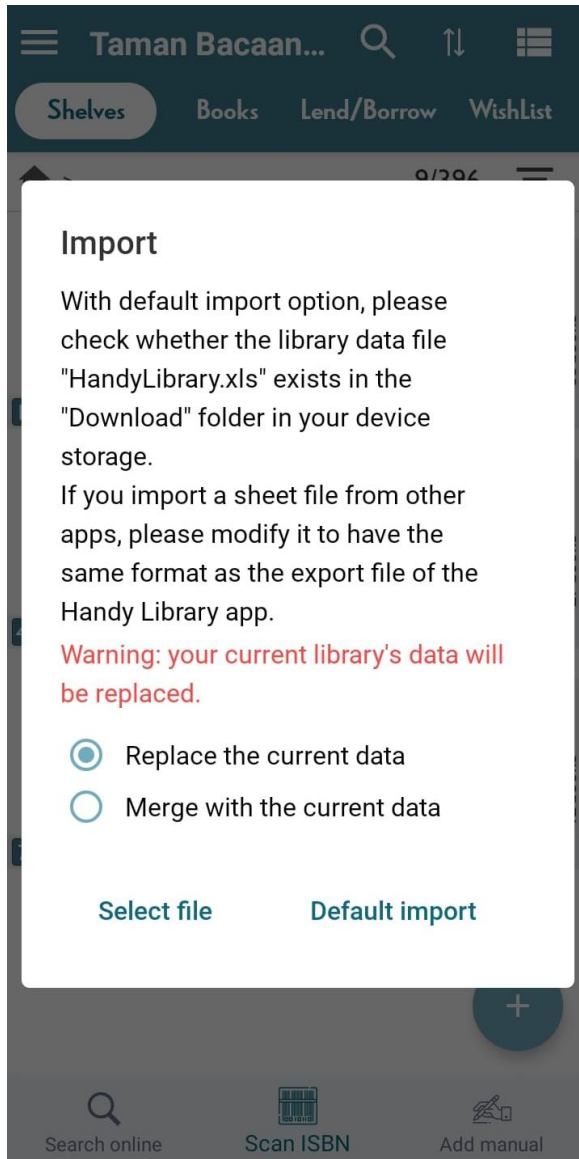 Taman Bacaan...
Shelves Books Lend/Borrow WishList
9/396
Import
With default import option, please
check whether the library data file
"HandyLibrary.xls" exists in the
"Download" folder in your device
storage.
If you import a sheet file from other
apps, please modify it to have the
same format as the export file of the
Handy Library app.
Warning: your current library's data will
be replaced.
Replace the current data
Merge with the current data
Select file Default import
+
Search online Scan ISBN Add manual